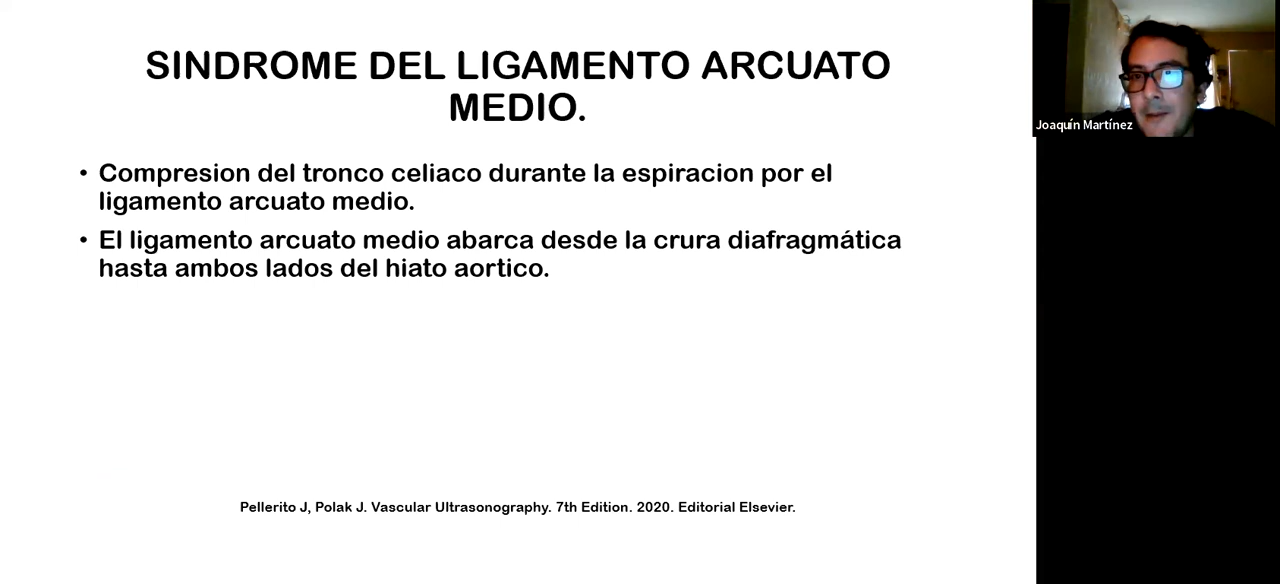 SINDROME DEL LIGAMENTO ARCUATO
MEDIO.
• Compresion del tronco celiaco durante la espiracion por el
ligamento arcuato medio.
• El ligamento arcuato medio abarca desde la crura diafragmática
hasta ambos lados del hiato aortico.
Pellerito J, Polak J. Vascular Ultrasonography. 7th Edition. 2020. Editorial Elsevier.
Joaquín Martínez